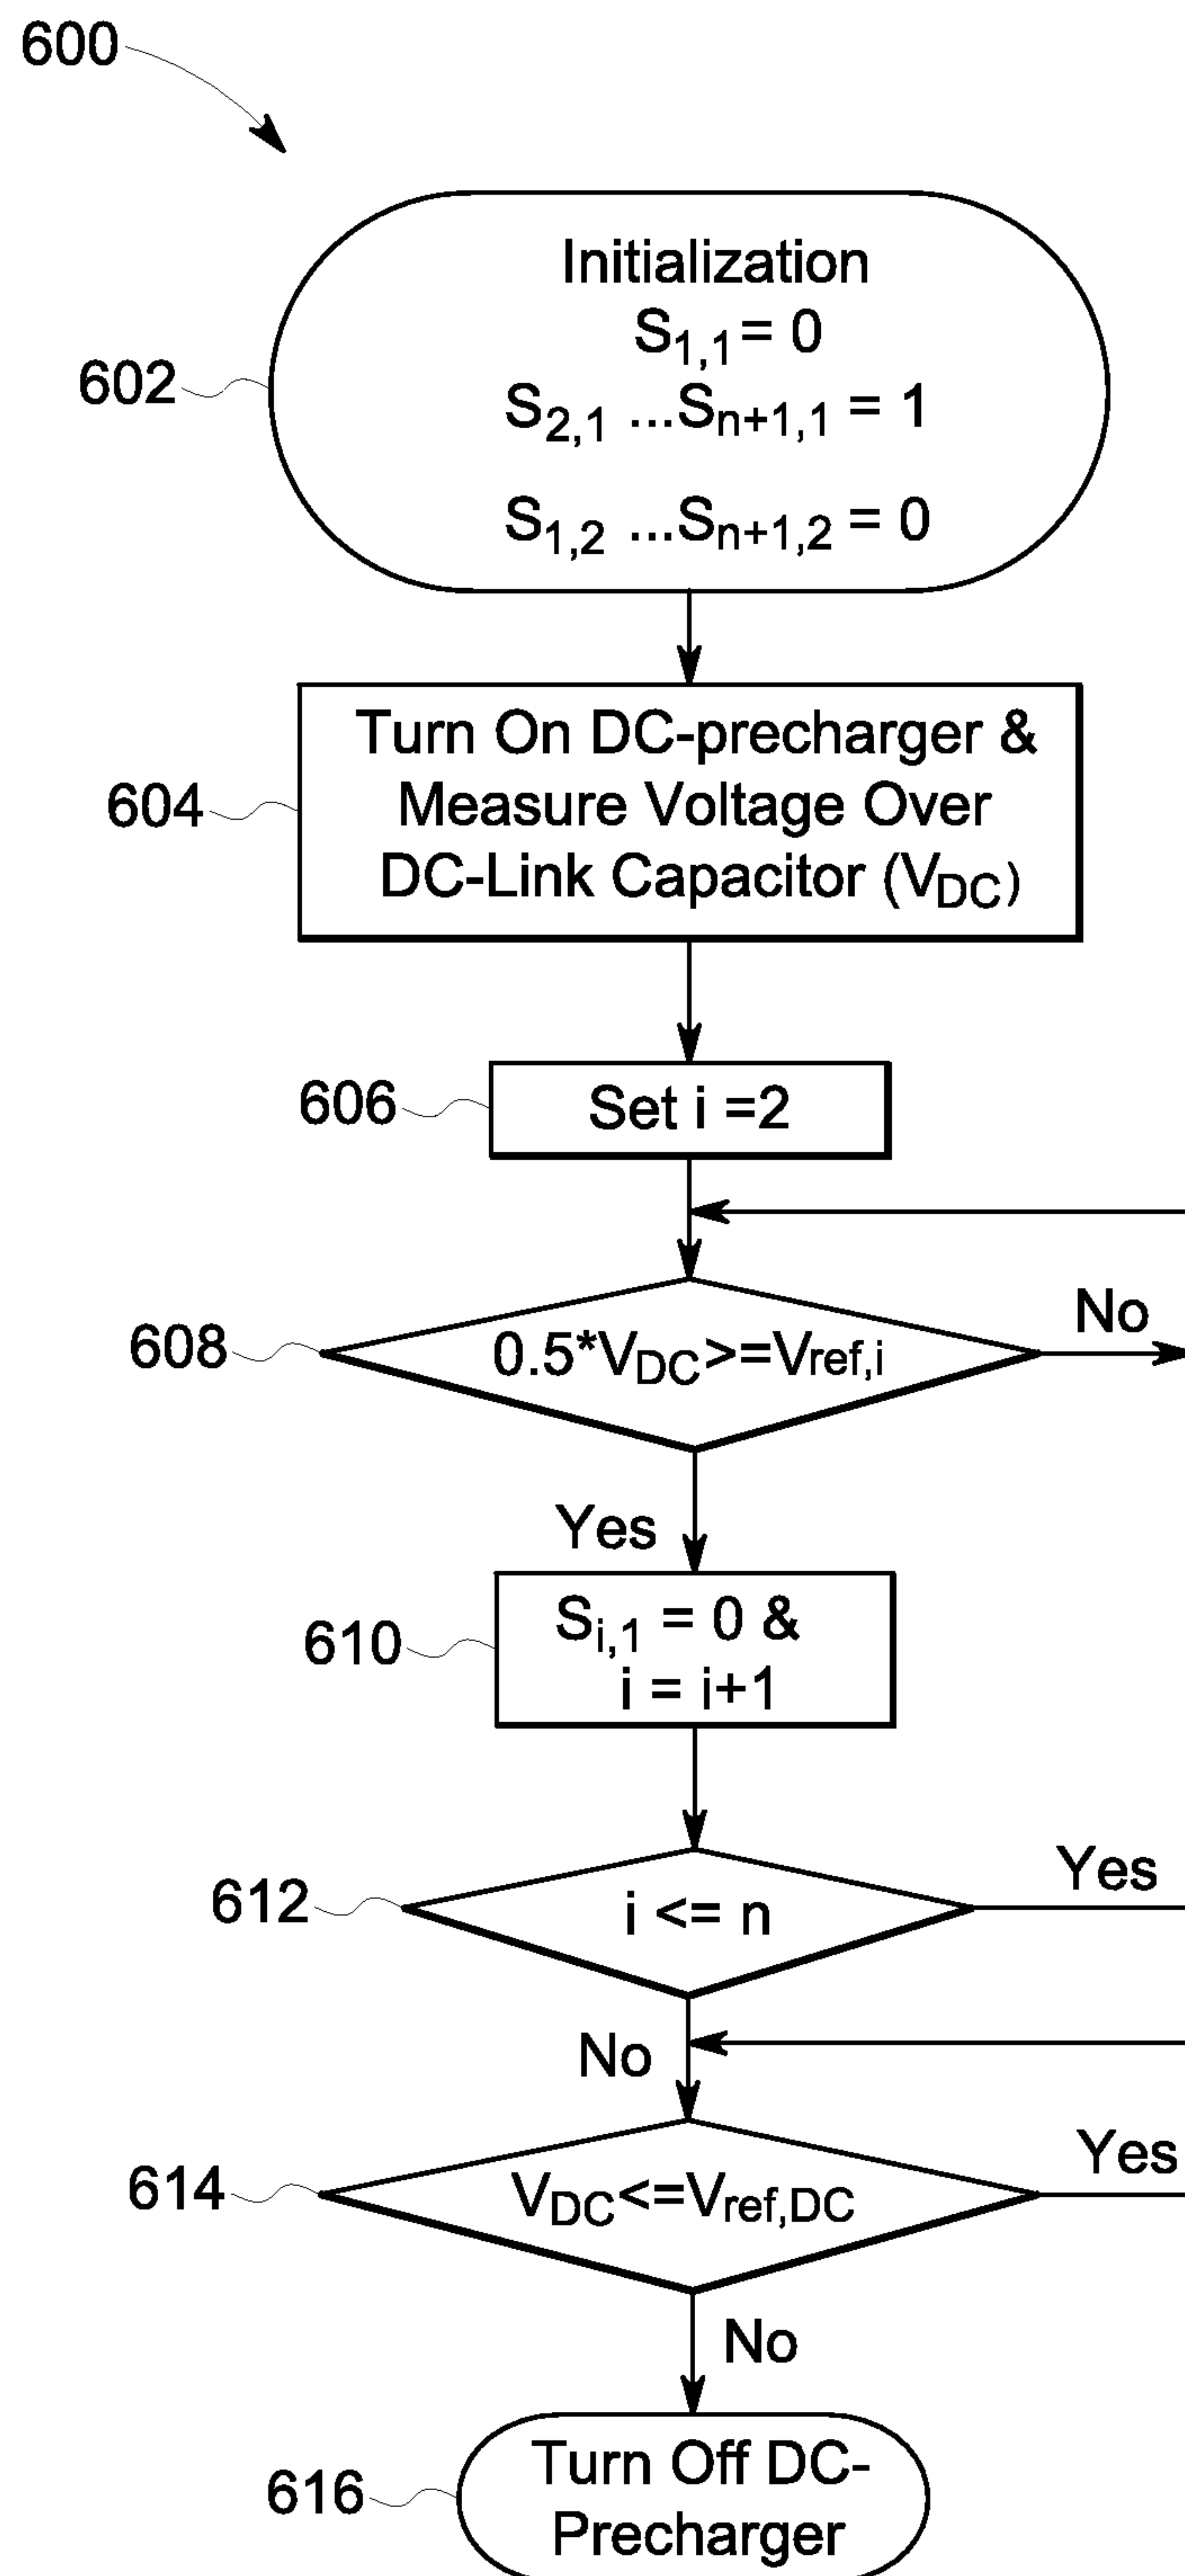 600
Initialization
S1,1 = 0
602
S2,1 ...Sn+1,1 = 1
S1,2 ...Sn+1,2 = 0
Turn On DC-precharger &
604
Measure Voltage Over
DC-Link Capacitor (VDC)
606
Set i =2
608
0.5*VDC>=Vref,i
No
Yes
610
Si,1 = 0 &
i = i+1
612
i <= n
Yes
No
614
VDC<=Vref,DC
Yes
No
616
Turn Off DC-
Precharger